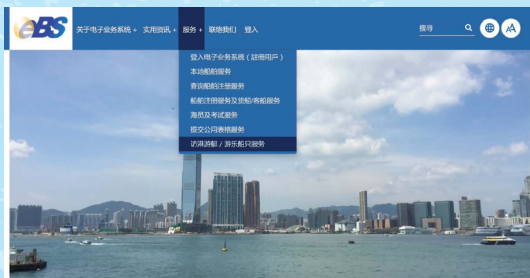 eBS
关于电子业务系统 + 实用资讯 + 服务 + 联络我们 登入 搜寻 AA
登入电子业务系统（註冊用戶）
本地船舶服务
查询船舶注册服务
船舶注册服务及货船/客船服务
海员及考试服务
提交公司表格服务
访港游艇 / 游乐船只服务